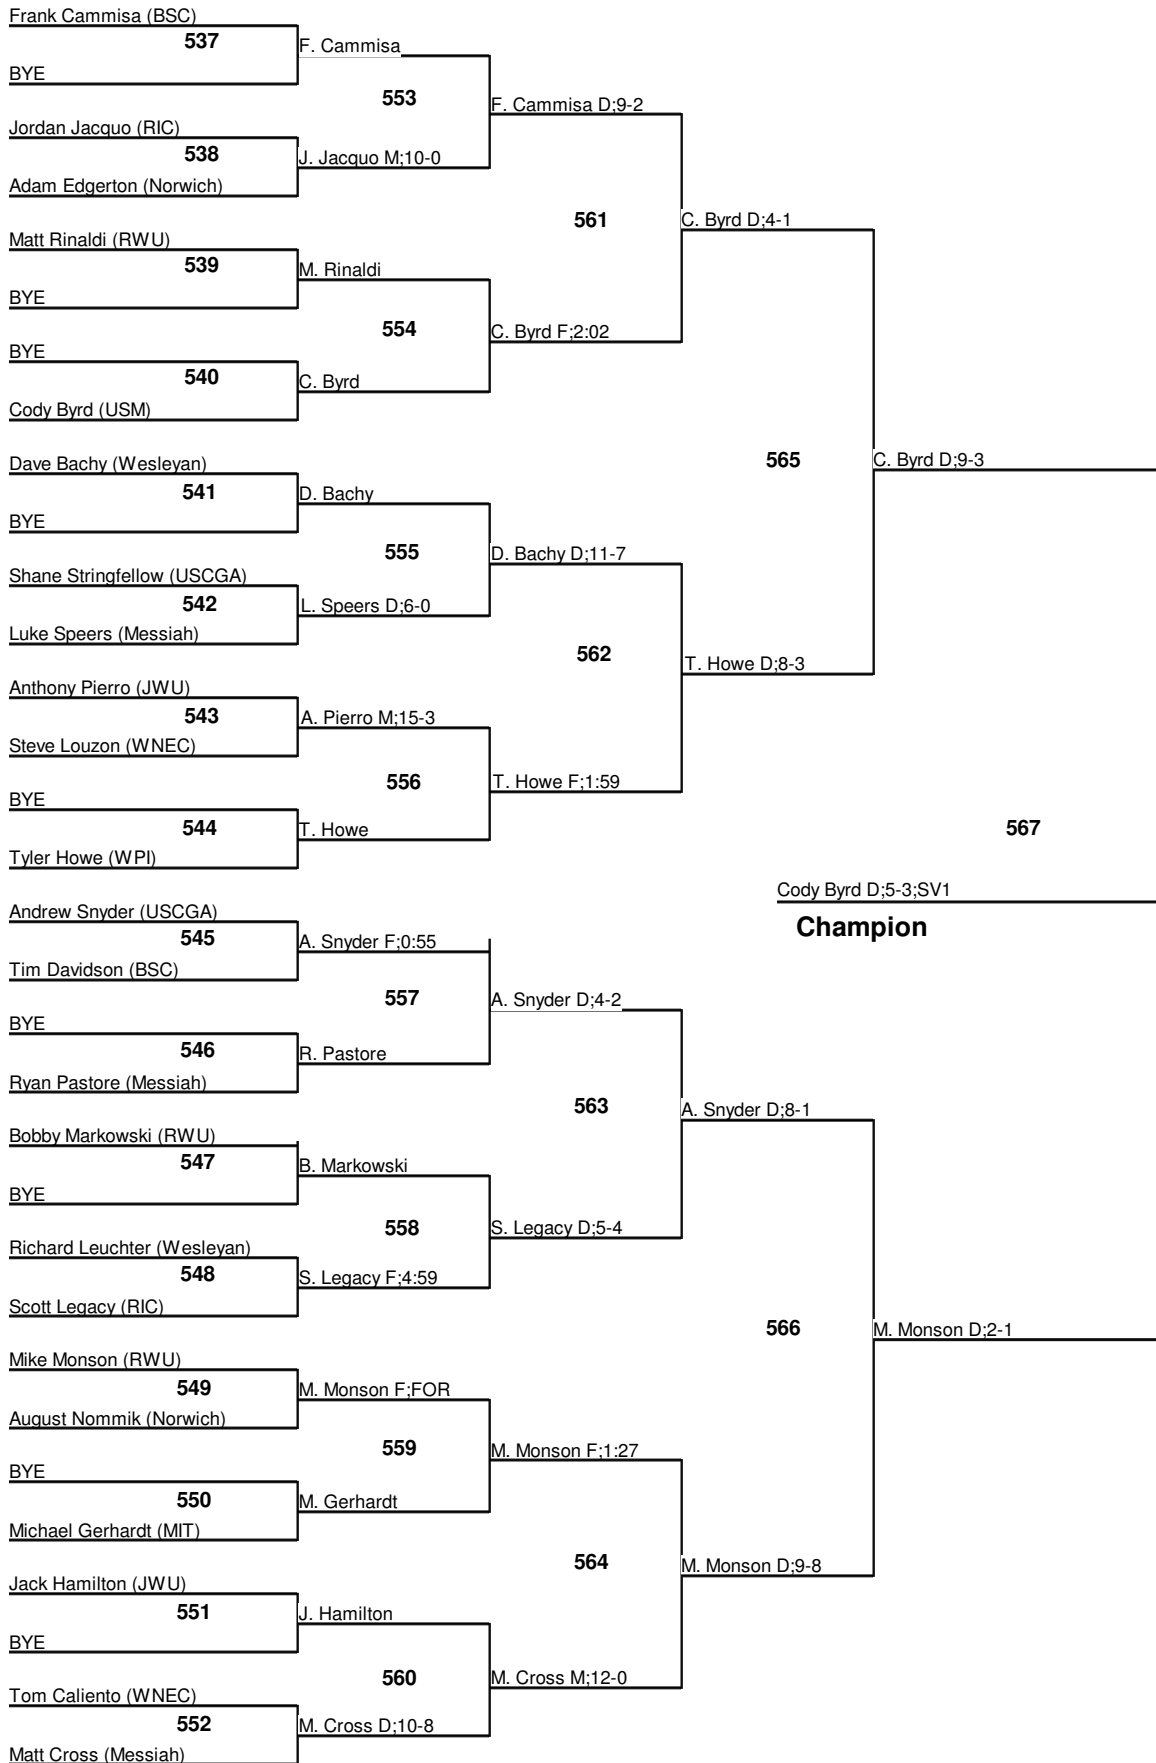 Frank Cammisa (BSC)
537
F. Cammisa
BYE
553
F. Cammisa D;9-2
Jordan Jacquo (RIC)
538
J. Jacquo M;10-0
Adam Edgerton (Norwich)
561
C. Byrd D;4-1
Matt Rinaldi (RWU)
539
M. Rinaldi
BYE
554
C. Byrd F;2:02
BYE
540
C. Byrd
Cody Byrd (USM)
565
C. Byrd D;9-3
Dave Bachy (Wesleyan)
541
D. Bachy
BYE
555
D. Bachy D;11-7
Shane Stringfellow (USCGA)
542
L. Speers D;6-0
Luke Speers (Messiah)
562
T. Howe D;8-3
Anthony Pierro (JWU)
543
A. Pierro M;15-3
Steve Louzon (WNEC)
556
T. Howe F;1:59
BYE
544
T. Howe
Tyler Howe (WPI)
567
Cody Byrd D;5-3;SV1
Champion
Andrew Snyder (USCGA)
545
A. Snyder F;0:55
Tim Davidson (BSC)
557
A. Snyder D;4-2
BYE
546
R. Pastore
Ryan Pastore (Messiah)
563
A. Snyder D;8-1
Bobby Markowski (RWU)
547
B. Markowski
BYE
558
S. Legacy D;5-4
Richard Leuchter (Wesleyan)
548
S. Legacy F;4:59
Scott Legacy (RIC)
566
M. Monson D;2-1
Mike Monson (RWU)
549
M. Monson F;FOR
August Nommik (Norwich)
559
M. Monson F;1:27
BYE
550
M. Gerhardt
Michael Gerhardt (MIT)
564
M. Monson D;9-8
Jack Hamilton (JWU)
551
J. Hamilton
BYE
560
M. Cross M;12-0
Tom Caliento (WNEC)
552
M. Cross D;10-8
Matt Cross (Messiah)